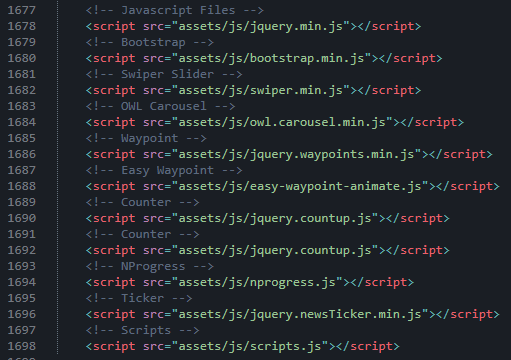 1677 <!-- Javascript Files -->
1678 <script src="assets/js/jquery.min.js"></script>
1679 <!-- Bootstrap -->
1680 <script src="assets/js/bootstrap.min.js"></script>
1681 <!-- Swiper Slider -->
1682 <script src="assets/js/swiper.min.js"></script>
1683 <!-- OWL Carousel -->
1684 <script src="assets/js/owl.carousel.min.js"></script>
1685 <!-- Waypoint -->
1686 <script src="assets/js/jquery.waypoints.min.js"></script>
1687 <!-- Easy Waypoint -->
1688 <script src="assets/js/easy-waypoint-animate.js"></script>
1689 <!-- Counter -->
1690 <script src="assets/js/jquery.countup.js"></script>
1691 <!-- Counter -->
1692 <script src="assets/js/jquery.countup.js"></script>
1693 <!-- NProgress -->
1694 <script src="assets/js/nprogress.js"></script>
1695 <!-- Ticker -->
1696 <script src="assets/js/jquery.newsTicker.min.js"></script>
1697 <!-- Scripts -->
1698 <script src="assets/js/scripts.js"></script>